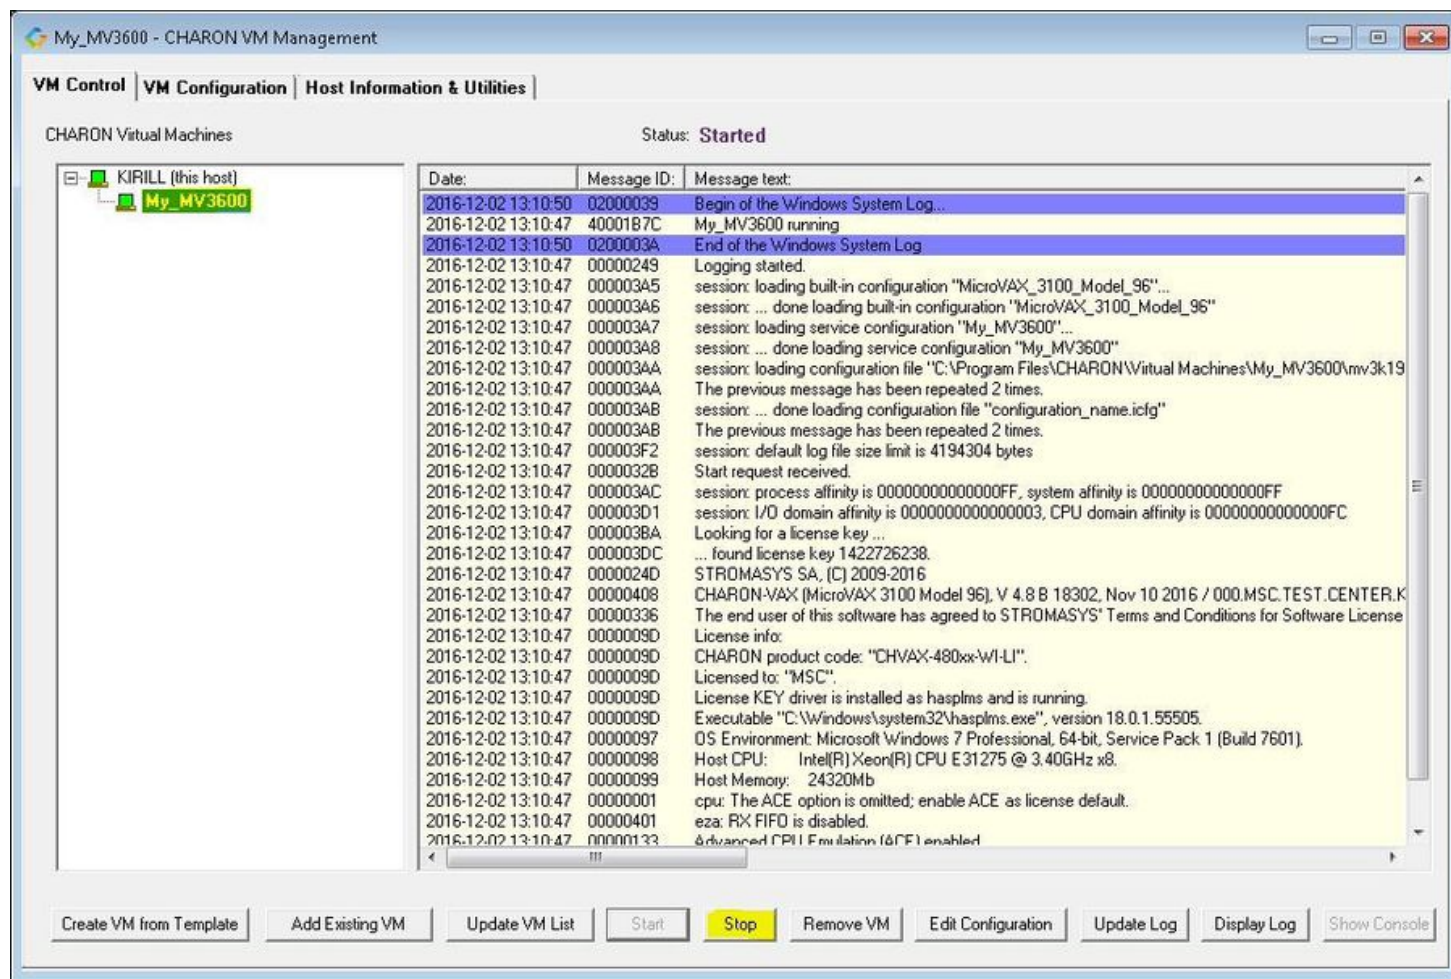 My_MV3600 - CHARON VM Management
VM Control VM Configuration Host Information & Utilities
CHARON Virtual Machines Status: Started
KIRILL (this host)
My_MV3600
Date: Message ID: Message text:
2016-12-02 13:10:50 02000039 Begin of the Windows System Log...
2016-12-02 13:10:47 40001B7C My_MV3600 running
2016-12-02 13:10:50 0200003A End of the Windows System Log
2016-12-02 13:10:47 00000249 Logging started.
2016-12-02 13:10:47 000003A5 session: loading built-in configuration "MicroVAX_3100_Model_96"...
2016-12-02 13:10:47 000003A6 session: ... done loading built-in configuration "MicroVAX_3100_Model_96"
2016-12-02 13:10:47 000003A7 session: loading service configuration "My_MV3600"...
2016-12-02 13:10:47 000003A8 session: ... done loading service configuration "My_MV3600"
2016-12-02 13:10:47 000003AA session: loading configuration file "C:\Program Files\CHARON\Virtual Machines\My_MV3600\mv3k19
2016-12-02 13:10:47 000003AA The previous message has been repeated 2 times.
2016-12-02 13:10:47 000003AB session: ... done loading configuration file "configuration_name.icfg"
2016-12-02 13:10:47 000003AB The previous message has been repeated 2 times.
2016-12-02 13:10:47 000003F2 session: default log file size limit is 4194304 bytes
2016-12-02 13:10:47 0000032B Start request received.
2016-12-02 13:10:47 000003AC session: process affinity is 00000000000000FF, system affinity is 00000000000000FF
2016-12-02 13:10:47 000003D1 session: I/O domain affinity is 0000000000000003, CPU domain affinity is 00000000000000FC
2016-12-02 13:10:47 000003BA Looking for a license key ...
2016-12-02 13:10:47 000003DC ... found license key 1422726238.
2016-12-02 13:10:47 0000024D STROMASYS SA, (C) 2009-2016
2016-12-02 13:10:47 00000408 CHARON-VAX (MicroVAX 3100 Model 96), V 4.8 B 18302, Nov 10 2016 / 000.MSC.TEST.CENTER.K
2016-12-02 13:10:47 00000336 The end user of this software has agreed to STROMASYS' Terms and Conditions for Software License
2016-12-02 13:10:47 0000009D License info:
2016-12-02 13:10:47 0000009D CHARON product code: "CHVAX-480xx-WI-LI".
2016-12-02 13:10:47 0000009D Licensed to: "MSC".
2016-12-02 13:10:47 0000009D License KEY driver is installed as hasplms and is running.
2016-12-02 13:10:47 0000009D Executable "C:\Windows\system32\hasplms.exe", version 18.0.1.55505.
2016-12-02 13:10:47 00000097 OS Environment: Microsoft Windows 7 Professional, 64-bit, Service Pack 1 (Build 7601).
2016-12-02 13:10:47 00000098 Host CPU: Intel(R) Xeon(R) CPU E31275 @ 3.40GHz x8.
2016-12-02 13:10:47 00000099 Host Memory: 24320Mb
2016-12-02 13:10:47 00000001 cpu: The ACE option is omitted; enable ACE as license default.
2016-12-02 13:10:47 00000401 eza: RX FIFO is disabled.
2016-12-02 13:10:47 00000133 Advanced CPU Emulation (ACE) enabled
Create VM from Template Add Existing VM Update VM List Start Stop Remove VM Edit Configuration Update Log Display Log Show Console